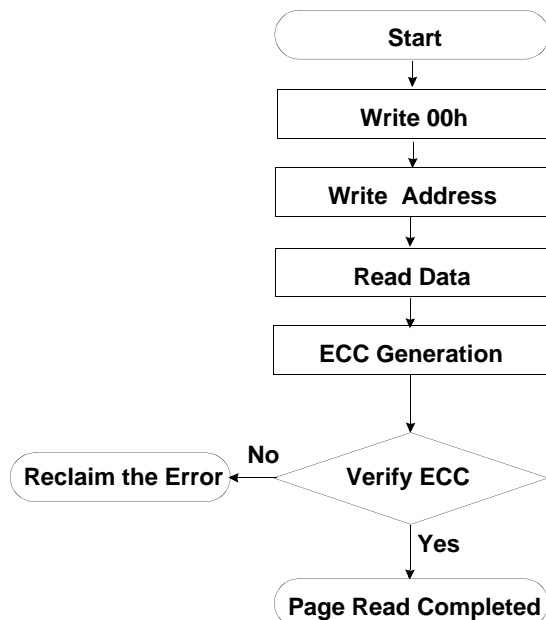 Start
Write 00h
Write  Address
Read Data
ECC Generation
No
Reclaim the Error
Verify ECC
Yes
Page Read Completed